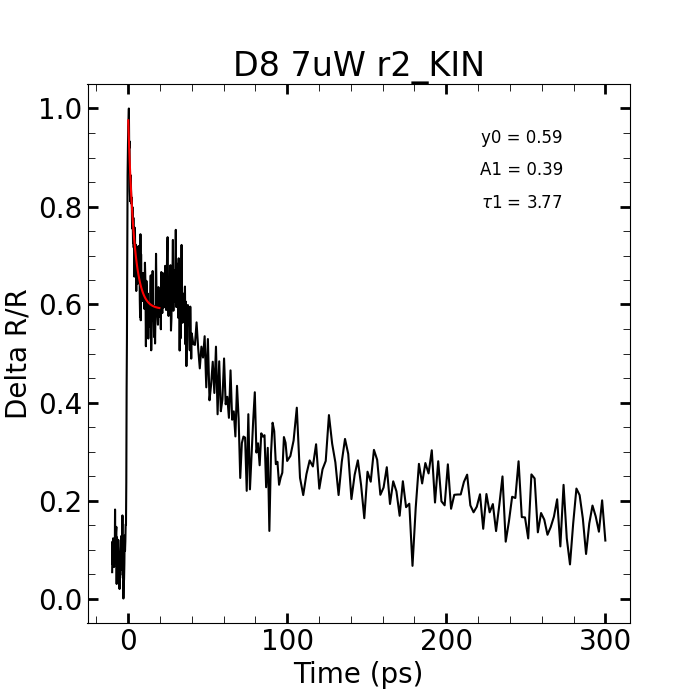 D8 7uW r2_KIN
y0 = 0.59
A1 = 0.39
τ1 = 3.77
1.0
0.8
0.6
0.4
0.2
0.0
Delta R/R
0 100 200 300
Time (ps)